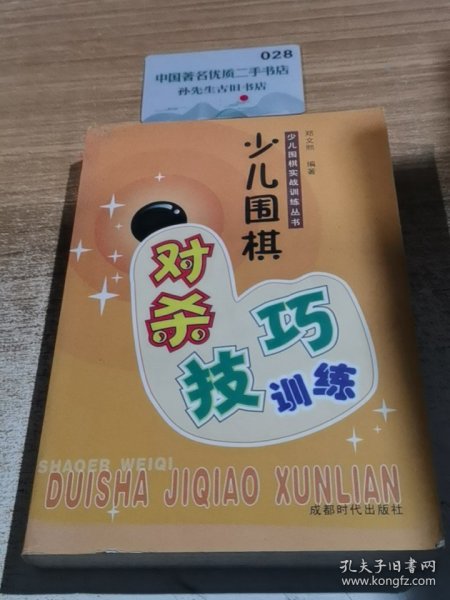 028
中国著名优质二手书店
孙先生古旧书店
少儿围棋实战训练丛书
郑文熙 编著
少儿围棋
对杀
技巧
训练
SHAOER WEIQI
DUISHA JIQIAO XUNLIAN
成都时代出版社
孔夫子旧书网
www.kongfz.com